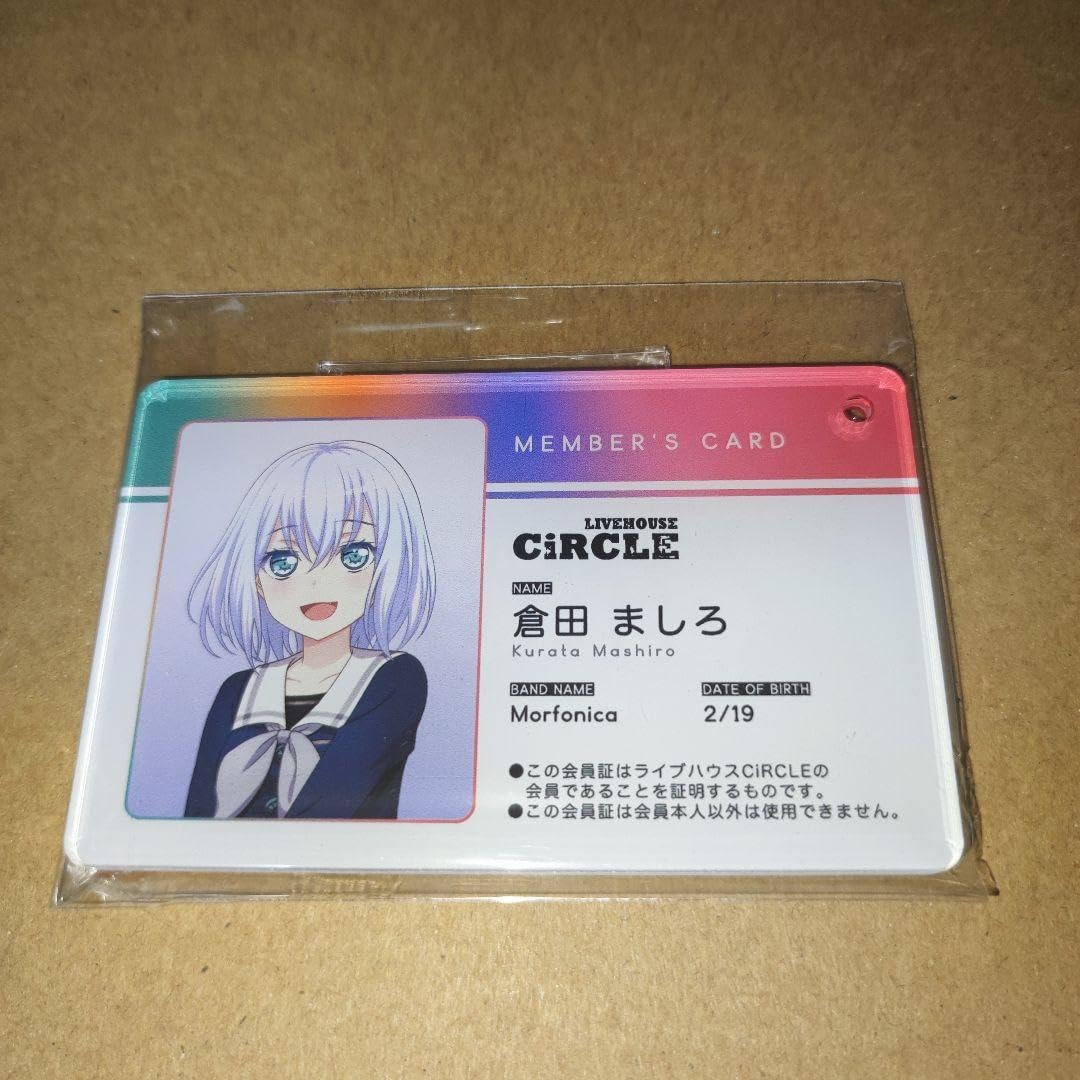 MEMBER'S CARD
LIVEHOUSE
CiRCLE
NAME
倉田 ましろ
Kurata Mashiro
BAND NAME
Morfonica
DATE OF BIRTH
2/19
●この会員証はライブハウスCiRCLEの
会員であることを証明するものです。
●この会員証は会員本人以外は使用できません。